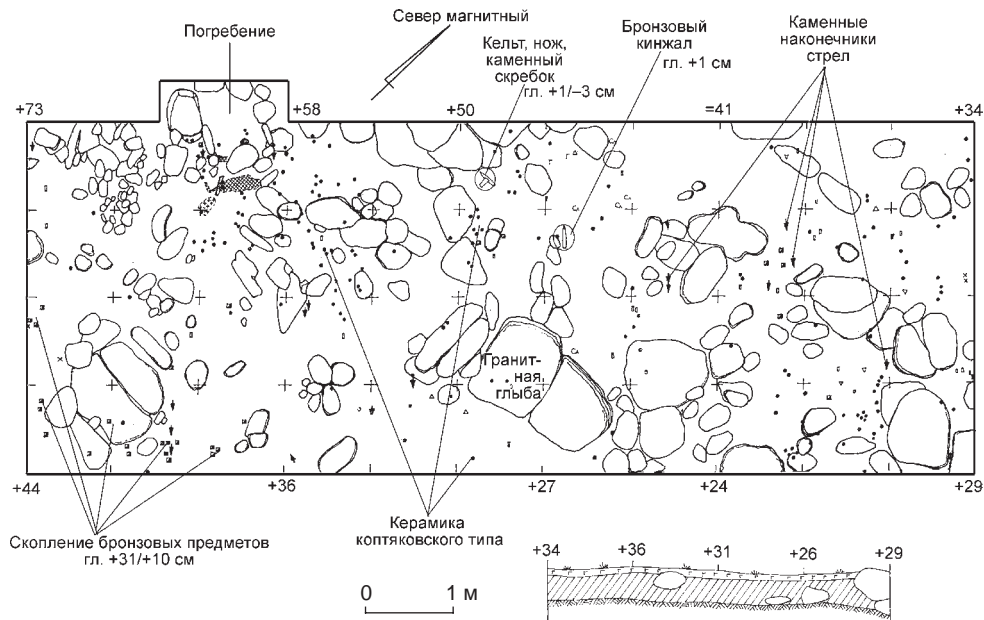 Погребение
Север магнитный
Кельт, нож,
каменный
скребок
гл. +1/–3 см
Бронзовый
кинжал
гл. +1 см
Каменные
наконечники
стрел
+73
+58
+50
=41
+34
Гранит-
ная
глыба
+44
+36
+27
+24
+29
Скопление бронзовых предметов
гл. +31/+10 см
Керамика
коптяковского типа
0 1 м
+34 +36 +31 +26 +29